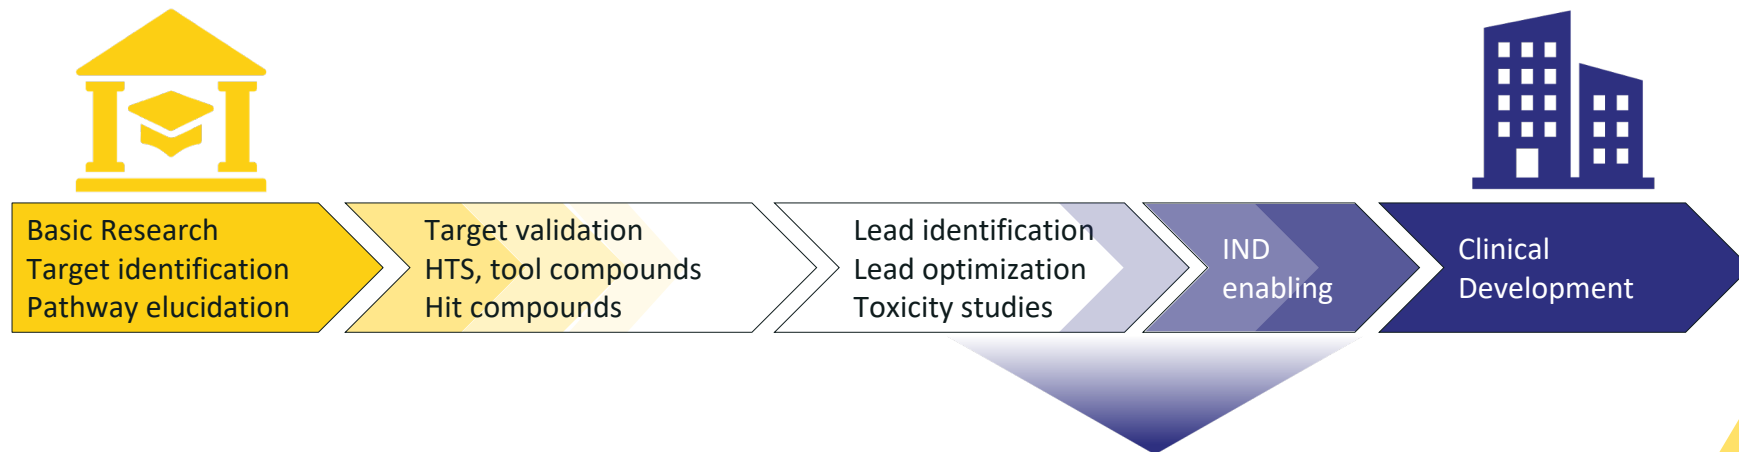 Basic Research
Target identification
Pathway elucidation
Target validation
HTS, tool compounds
Hit compounds
Lead identification
Lead optimization
Toxicity studies
IND
enabling
Clinical
Development